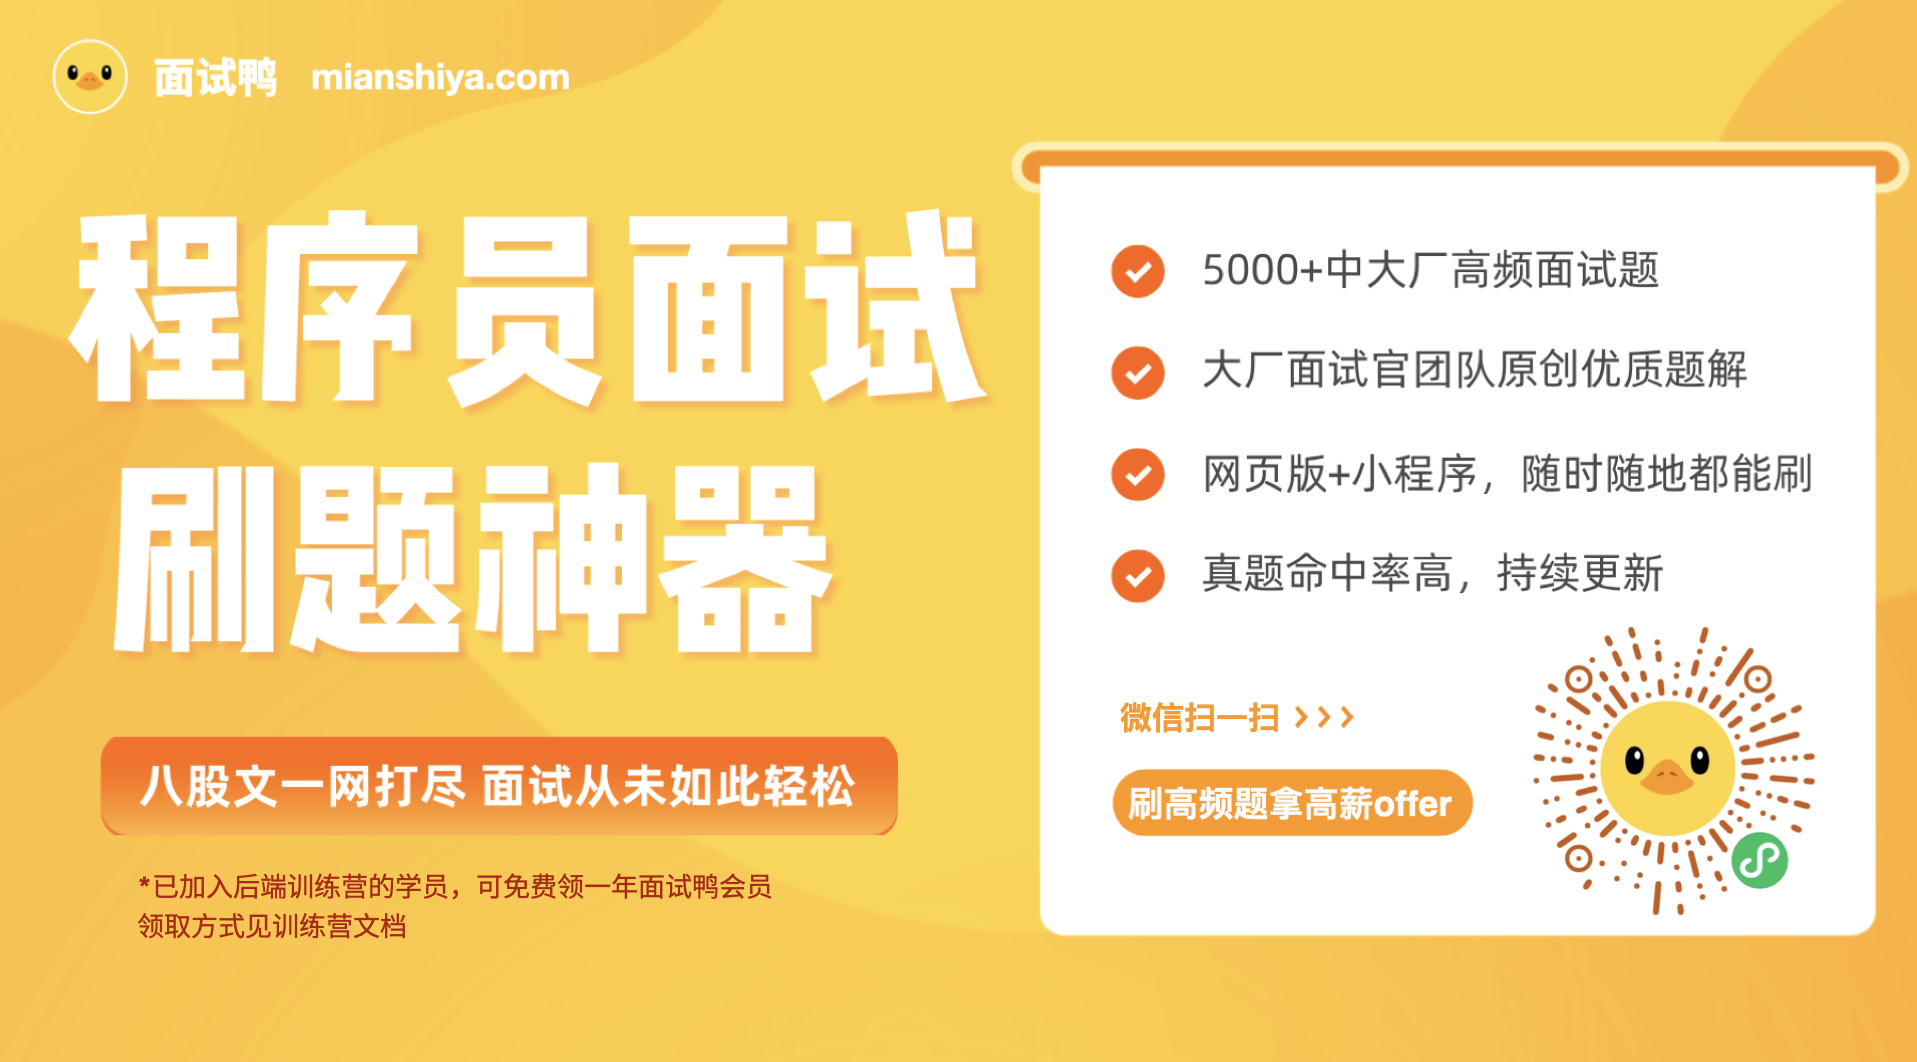 面试鸭 mianshiya.com
程序员面试
刷题神器
八股文一网打尽 面试从未如此轻松
*已加入后端训练营的学员，可免费领一年面试鸭会员
领取方式见训练营文档
5000+中大厂高频面试题
大厂面试官团队原创优质题解
网页版+小程序，随时随地都能刷
真题命中率高，持续更新
微信扫一扫 >>>
刷高频题拿高薪offer